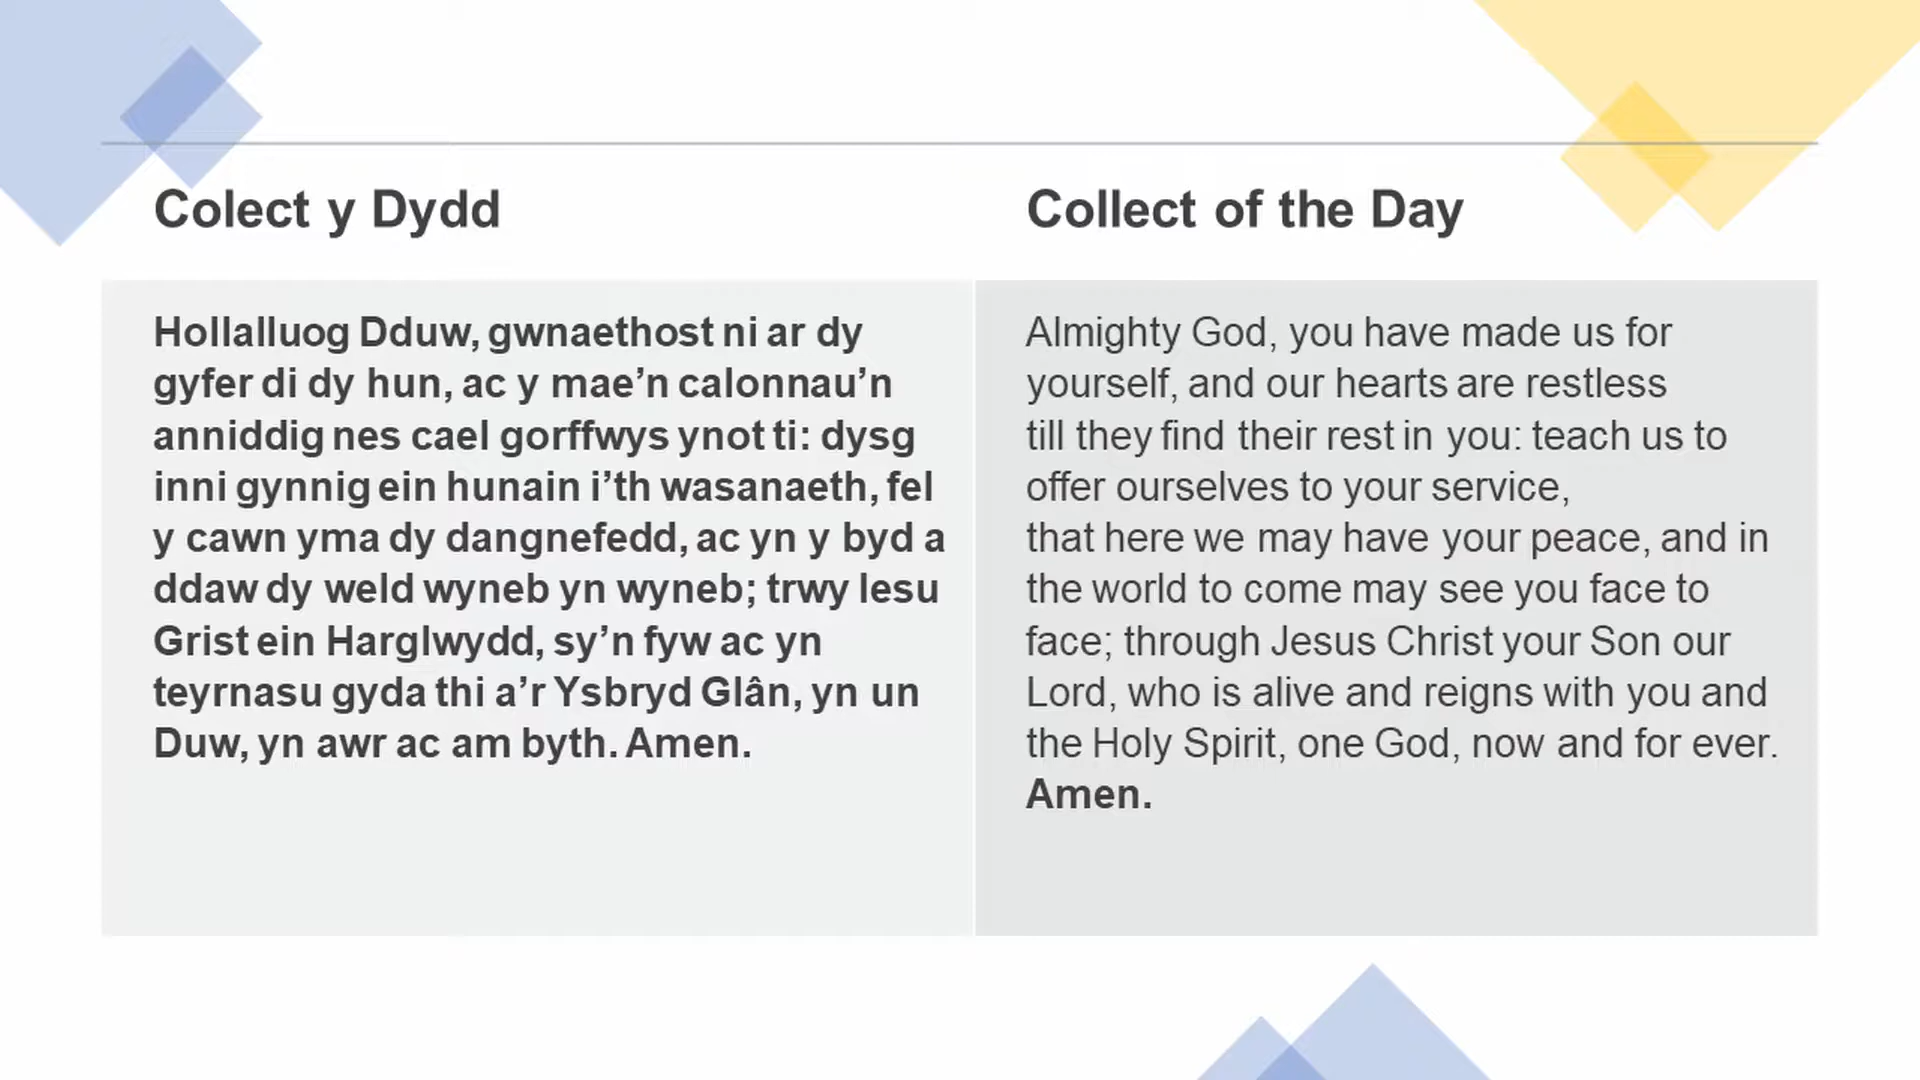 Colect y Dydd
Hollalluog Dduw, gwnaethost ni ar dy
gyfer di dy hun, ac y mae’n calonnau’n
anniddig nes cael gorffwys ynot ti: dysg
inni gynnig ein hunain i’th wasanaeth, fel
y cawn yma dy dangnefedd, ac yn y byd a
ddaw dy weld wyneb yn wyneb; trwy Iesu
Grist ein Harglwydd, sy’n fyw ac yn
teyrnasu gyda thi a’r Ysbryd Glân, yn un
Duw, yn awr ac am byth. Amen.
Collect of the Day
Almighty God, you have made us for
yourself, and our hearts are restless
till they find their rest in you: teach us to
offer ourselves to your service,
that here we may have your peace, and in
the world to come may see you face to
face; through Jesus Christ your Son our
Lord, who is alive and reigns with you and
the Holy Spirit, one God, now and for ever.
Amen.